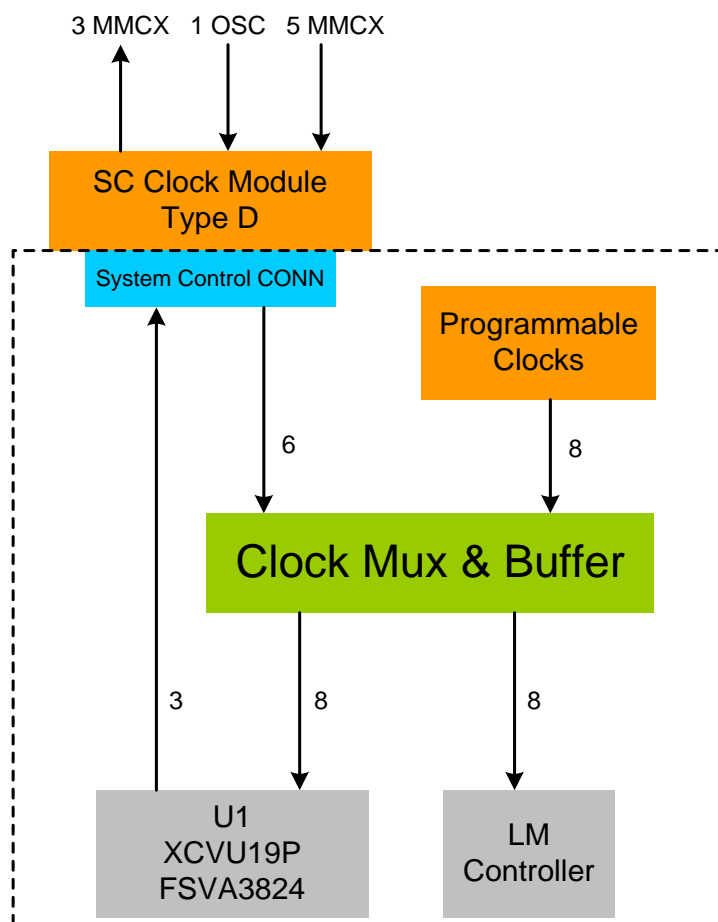 3 MMCX 1 OSC 5 MMCX
SC Clock Module
Type D
System Control CONN
Programmable
Clocks
6
8
Clock Mux & Buffer
3
8
8
U1
XCVU19P
FSVA3824
LM
Controller